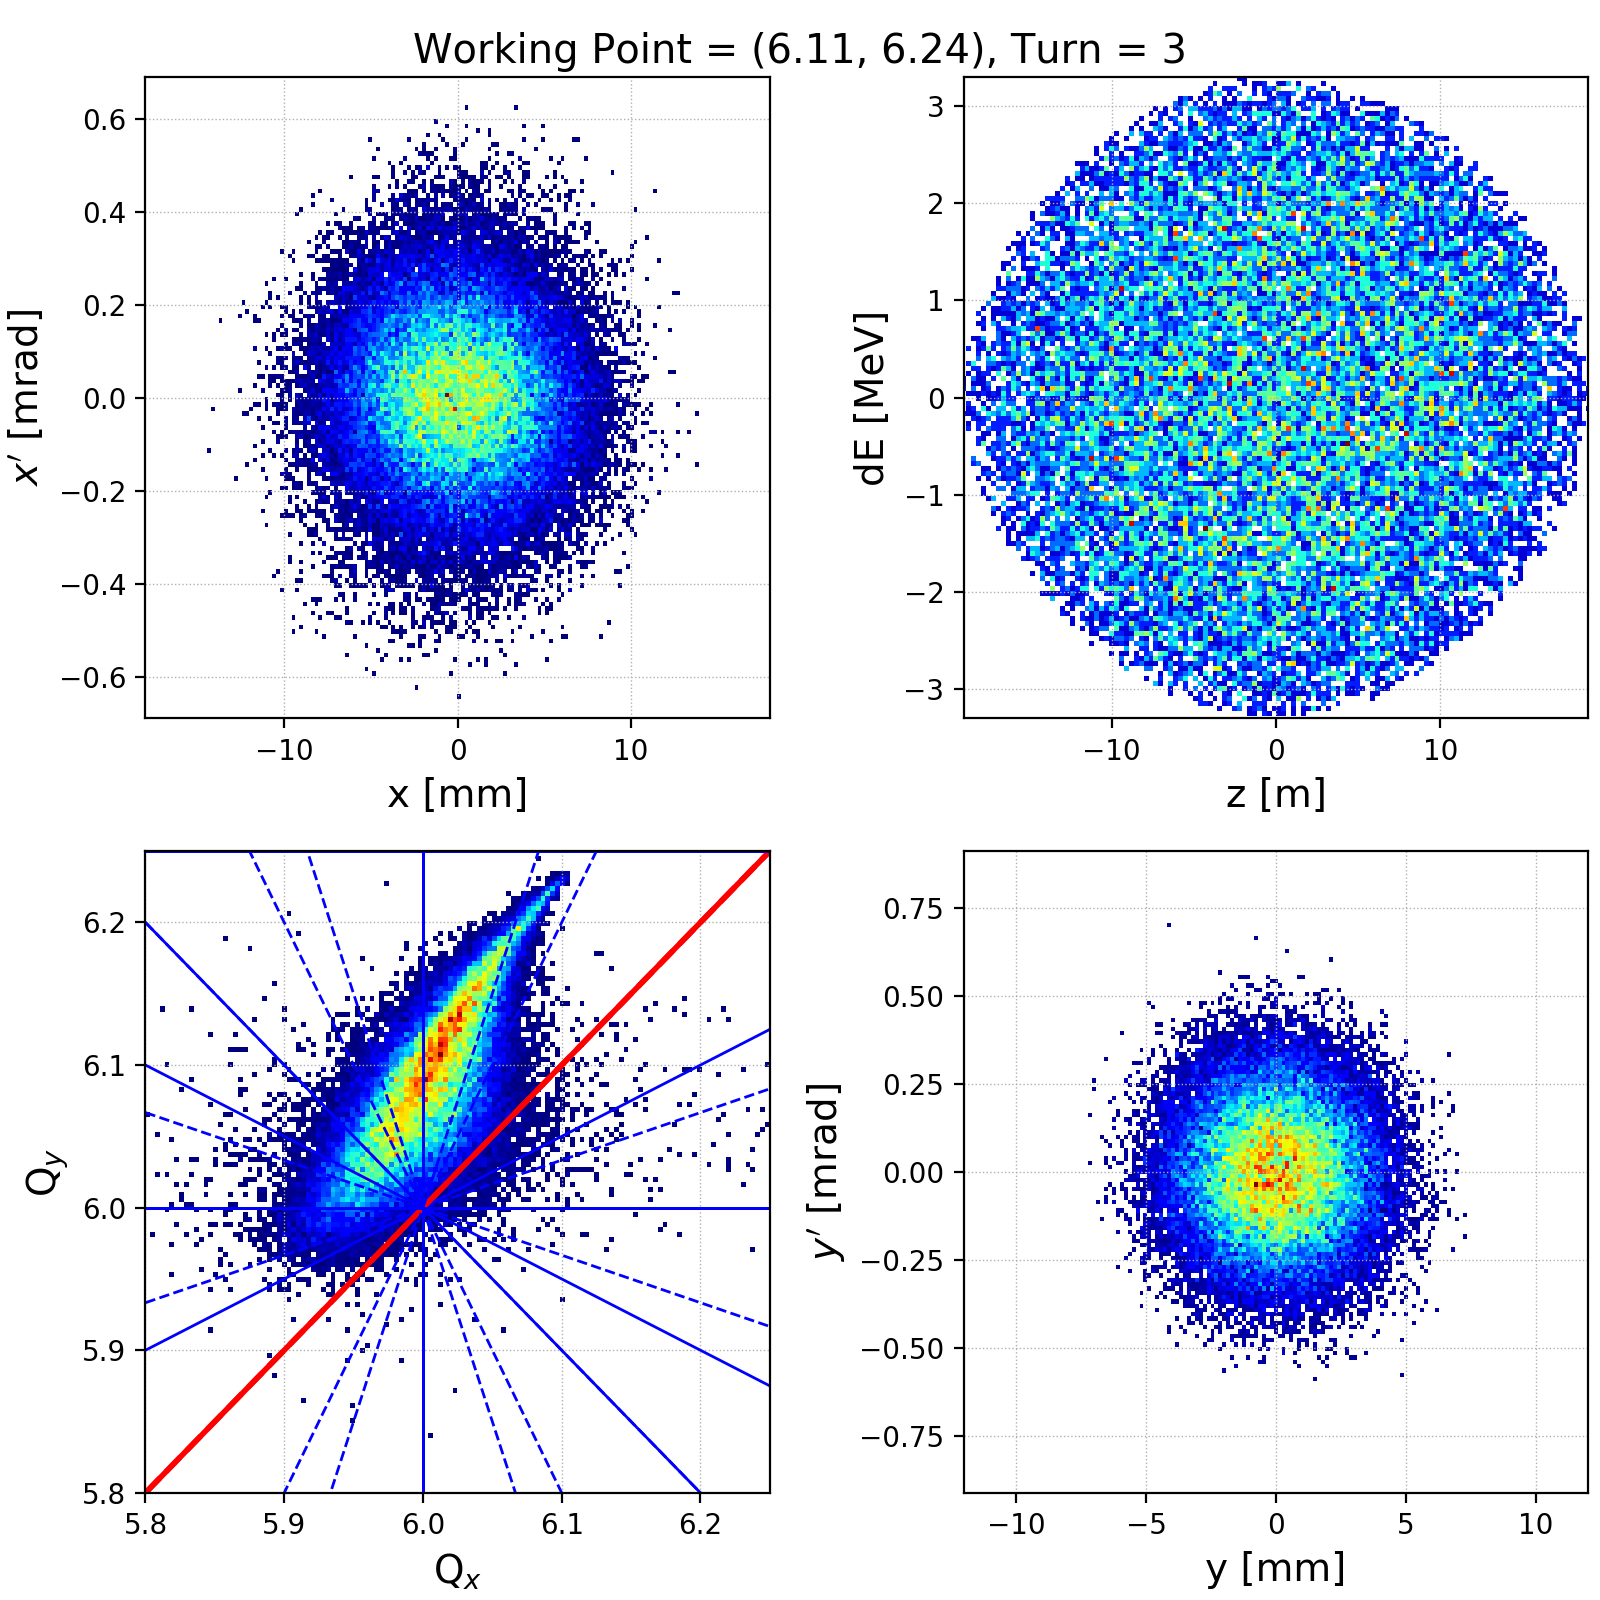 Working Point = (6.11, 6.24), Turn = 3
0.6
0.4
0.2
0.0
−0.2
−0.4
−0.6
x′ [mrad]
−10 0 10
x [mm]
3
2
1
0
−1
−2
−3
dE [MeV]
−10 0 10
z [m]
6.2
6.1
6.0
5.9
5.8
Qy
5.8 5.9 6.0 6.1 6.2
Qx
0.75
0.50
0.25
0.00
−0.25
−0.50
−0.75
y′ [mrad]
−10 −5 0 5 10
y [mm]